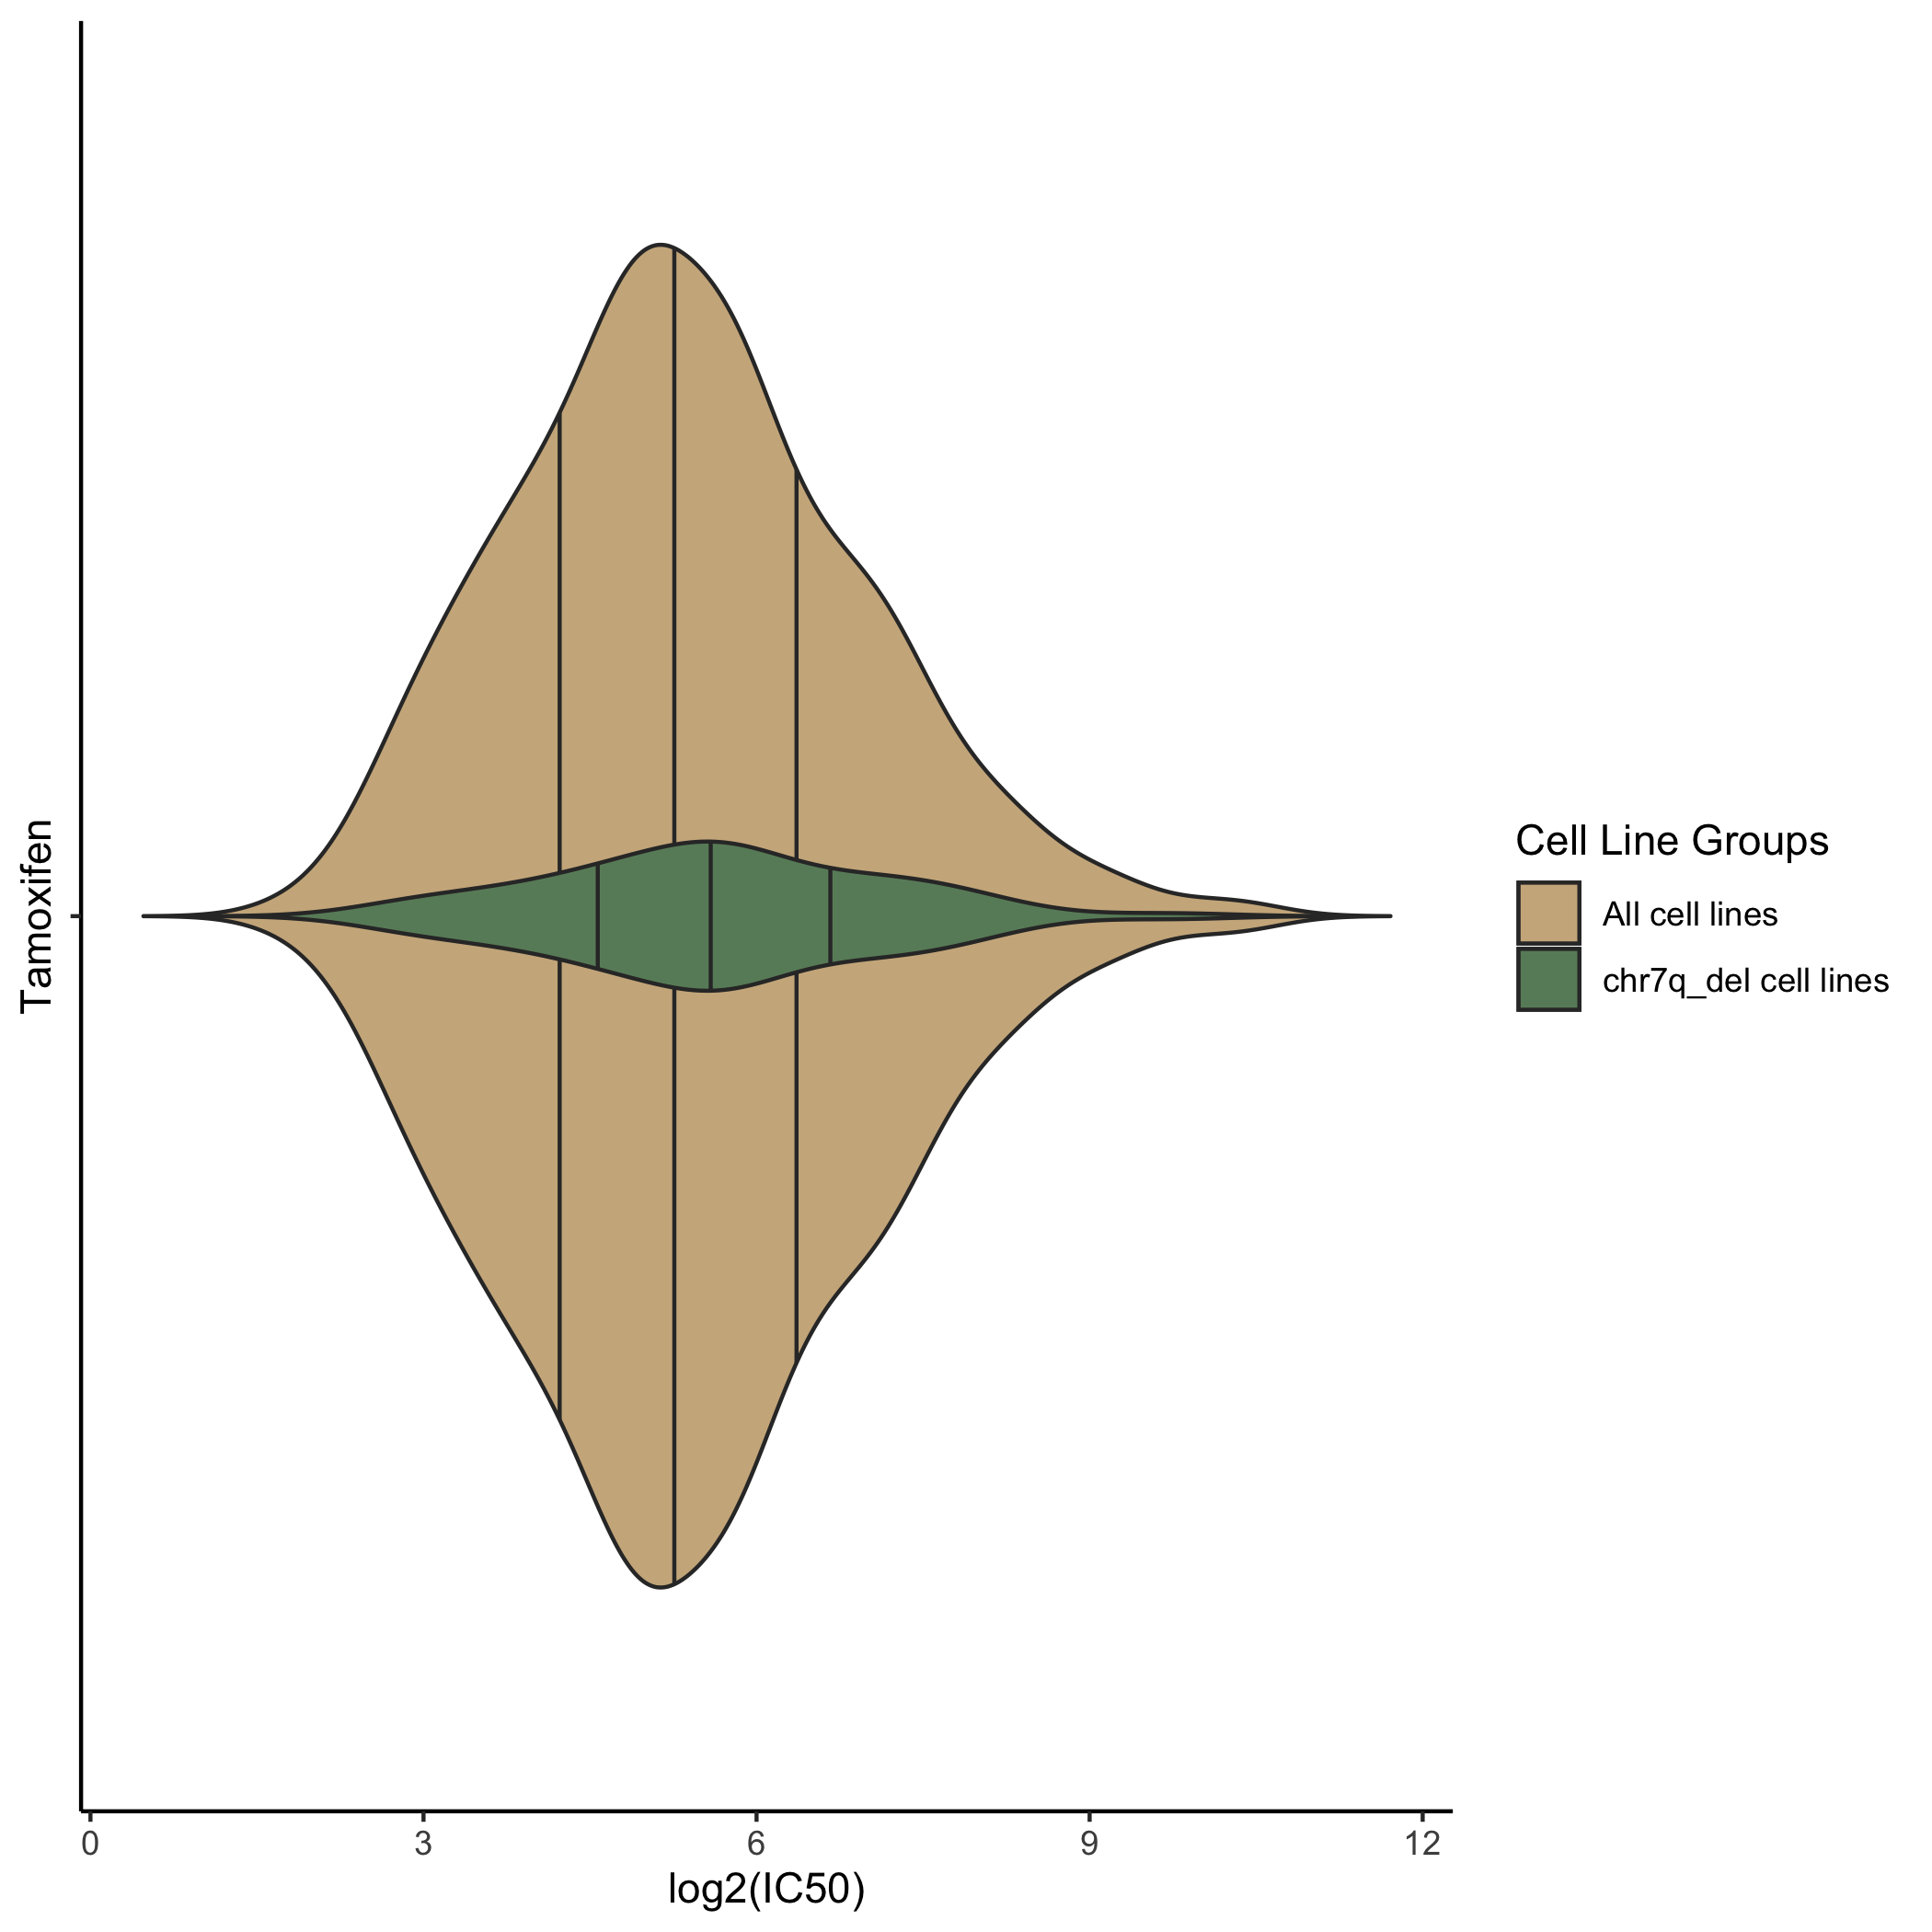 Tamoxifen
Cell Line Groups
All cell lines
chr7q_del cell lines
0 3 6 9 12
log2(IC50)